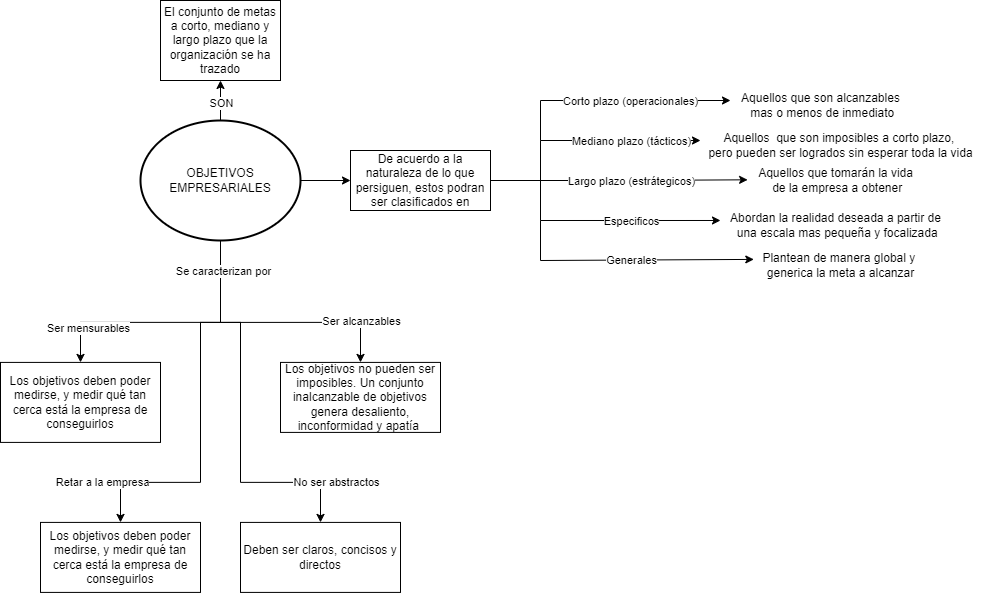 El conjunto de metas
a corto, mediano y
largo plazo que la
organización se ha
trazado
SON
OBJETIVOS
EMPRESARIALES
De acuerdo a la
naturaleza de lo que
persiguen, estos podran
ser clasificados en
Corto plazo (operacionales)
Aquellos que son alcanzables
mas o menos de inmediato
Mediano plazo (tácticos)
Aquellos que son imposibles a corto plazo,
pero pueden ser logrados sin esperar toda la vida
Largo plazo (estrátegicos)
Aquellos que tomarán la vida
de la empresa a obtener
Especificos
Abordan la realidad deseada a partir de
una escala mas pequeña y focalizada
Generales
Plantean de manera global y
generica la meta a alcanzar
Se caracterizan por
Ser mensurables
Los objetivos deben poder
medirse, y medir qué tan
cerca está la empresa de
conseguirlos
Ser alcanzables
Los objetivos no pueden ser
imposibles. Un conjunto
inalcanzable de objetivos
genera desaliento,
inconformidad y apatía
Retar a la empresa
Los objetivos deben poder
medirse, y medir qué tan
cerca está la empresa de
conseguirlos
No ser abstractos
Deben ser claros, concisos y
directos